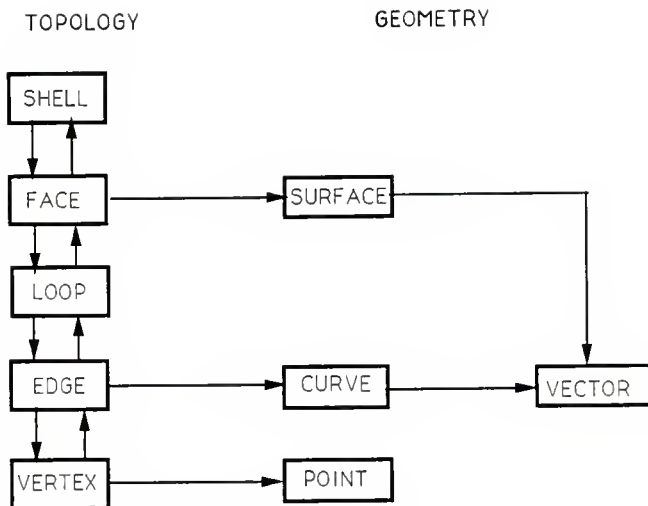 TOPOLOGY
GEOMETRY
SHELL
FACE
SURFACE
LOOP
EDGE
CURVE
VECTOR
VERTEX
POINT